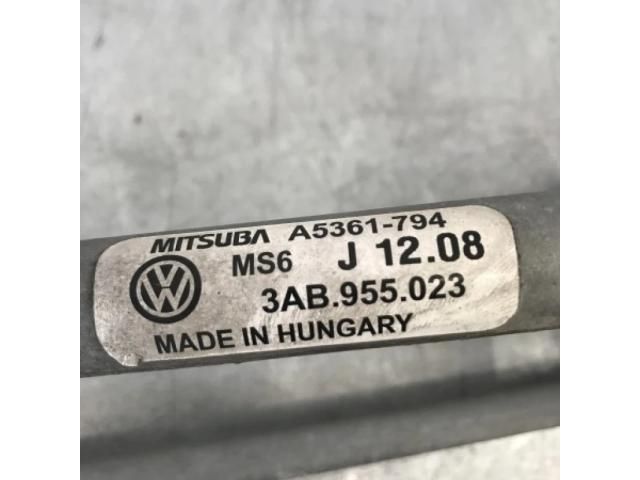 MITSUBA A5361-794
MS6 J 12.08
3AB.955.023
MADE IN HUNGARY